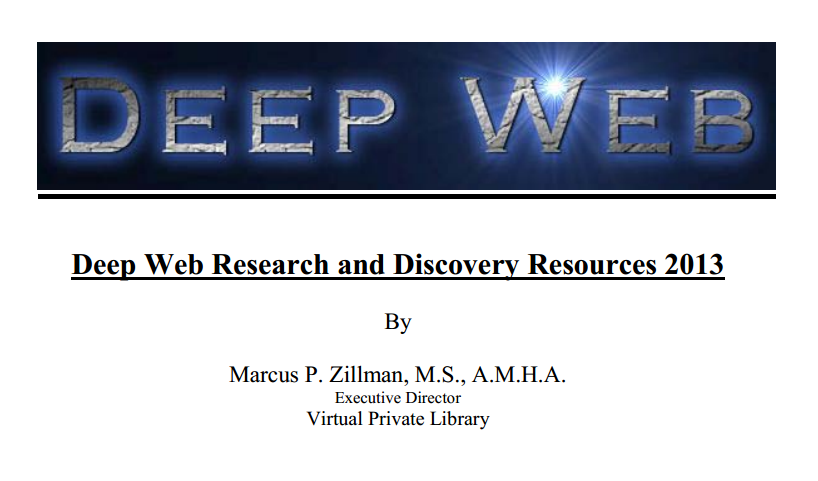 DEEP WEB
Deep Web Research and Discovery Resources 2013
By
Marcus P. Zillman, M.S., A.M.H.A.
Executive Director
Virtual Private Library